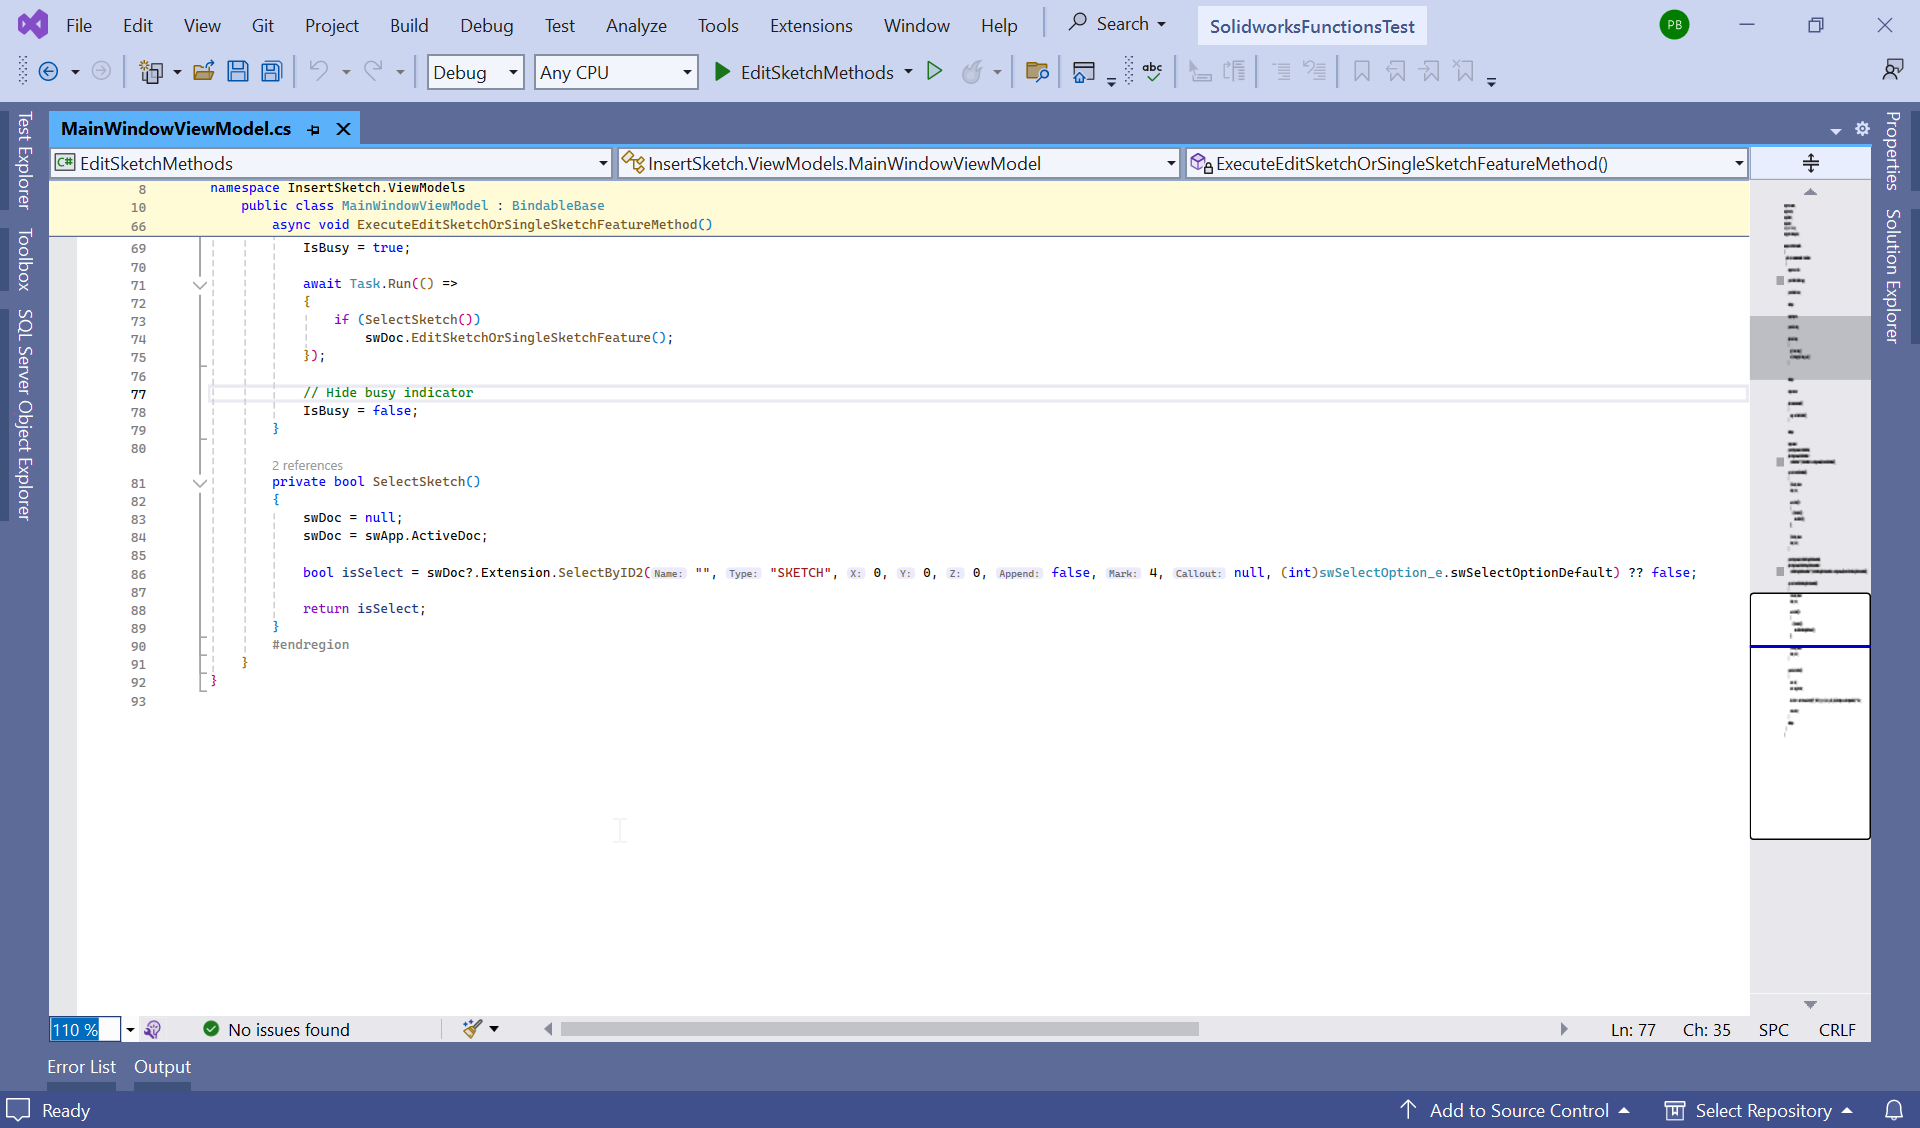 File Edit View Git Project Build Debug Test Analyze Tools Extensions Window Help Search SolidworksFunctionsTest PB
Debug Any CPU EditSketchMethods abc
Test Explorer
Toolbox
SQL Server Object Explorer
MainWindowViewModel.cs
C# EditSketchMethods InsertSketch.ViewModels.MainWindowViewModel ExecuteEditSketchOrSingleSketchFeatureMethod()
8 namespace InsertSketch.ViewModels
10 public class MainWindowViewModel : BindableBase
66 async void ExecuteEditSketchOrSingleSketchFeatureMethod()
69 IsBusy = true;
70
71 await Task.Run(() =>
72 {
73 if (SelectSketch())
74 swDoc.EditSketchOrSingleSketchFeature();
75 });
76
77 // Hide busy indicator
78 IsBusy = false;
79 }
80
2 references
81 private bool SelectSketch()
82 {
83 swDoc = null;
84 swDoc = swApp.ActiveDoc;
85
86 bool isSelect = swDoc?.Extension.SelectByID2(Name: "", Type: "SKETCH", X: 0, Y: 0, Z: 0, Append: false, Mark: 4, Callout: null, (int)swSelectOption_e.swSelectOptionDefault) ?? false;
87
88 return isSelect;
89 }
90 #endregion
91 }
92 }
93
Properties
Solution Explorer
110 % No issues found Ln: 77 Ch: 35 SPC CRLF
Error List Output
Ready Add to Source Control Select Repository